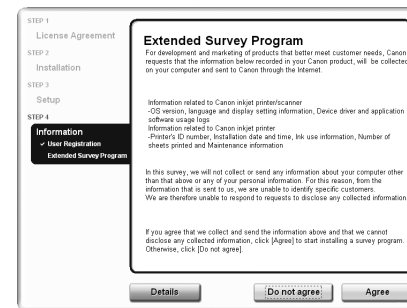 STEP 1
License Agreement
STEP 2
Installation
STEP 3
Setup
STEP 4
Information
✓ User Registration
Extended Survey Program
Extended Survey Program
For development and marketing of products that better meet customer needs, Canon
requests that the information below recorded in your Canon product, will be collected
on your computer and sent to Canon through the Internet.
Information related to Canon inkjet printer/scanner
-OS version, language and display setting information, Device driver and application
software usage logs
Information related to Canon inkjet printer
-Printer's ID number, Installation date and time, Ink use information, Number of
sheets printed and Maintenance information
In this survey, we will not collect or send any information about your computer other
than that above or any of your personal information. For this reason, from the
information that is sent to us, we are unable to identify specific customers.
We are therefore unable to respond to requests to disclose any collected information
If you agree that we collect and send the information above and that we cannot
disclose any collected information, click [Agree] to start installing a survey program.
Otherwise, click [Do not agree].
Details
Do not agree
Agree